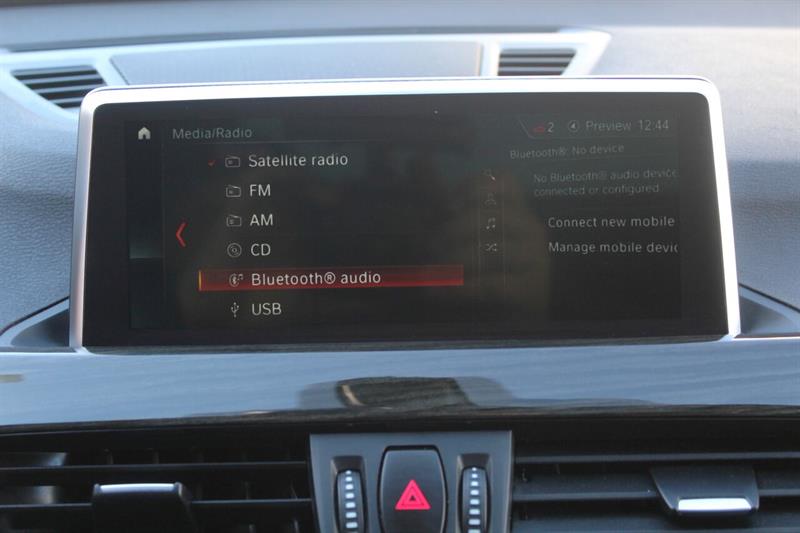 Media/Radio
2 4 Preview 12:44
Satellite radio
FM
AM
CD
Bluetooth® audio
USB
Bluetooth®: No device
No Bluetooth® audio device
connected or configured.
Connect new mobile
Manage mobile devic